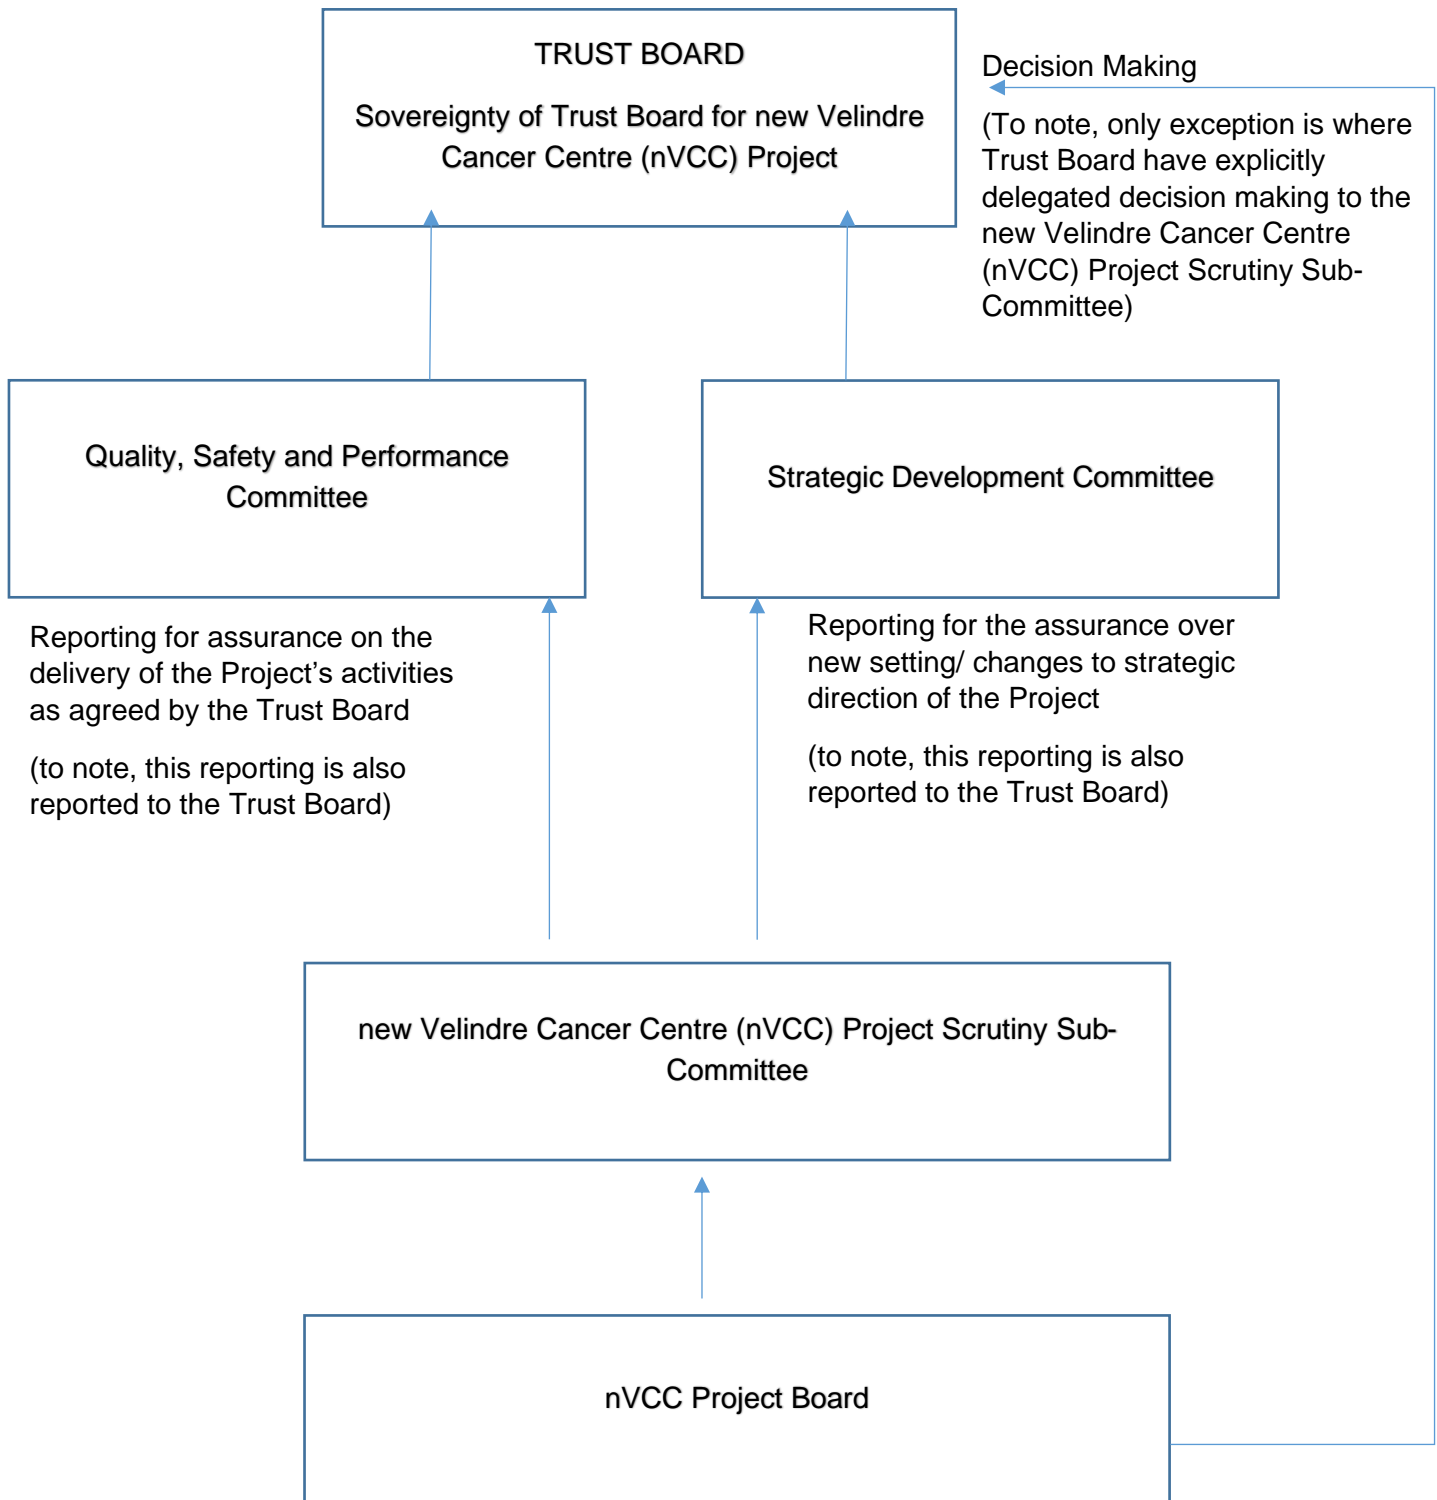 TRUST BOARD
Sovereignty of Trust Board for new Velindre
Cancer Centre (nVCC) Project
Decision Making
(To note, only exception is where
Trust Board have explicitly
delegated decision making to the
new Velindre Cancer Centre
(nVCC) Project Scrutiny Sub-
Committee)
Quality, Safety and Performance
Committee
Strategic Development Committee
Reporting for assurance on the
delivery of the Project’s activities
as agreed by the Trust Board
(to note, this reporting is also
reported to the Trust Board)
Reporting for the assurance over
new setting/ changes to strategic
direction of the Project
(to note, this reporting is also
reported to the Trust Board)
new Velindre Cancer Centre (nVCC) Project Scrutiny Sub-
Committee
nVCC Project Board